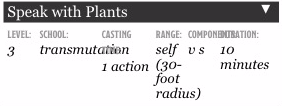 Speak with Plants ▼
LEVEL: SCHOOL: CASTING TIME: RANGE: COMPONENTS: DURATION:
3 transmutation 1 action self (30-foot radius) v s 10 minutes